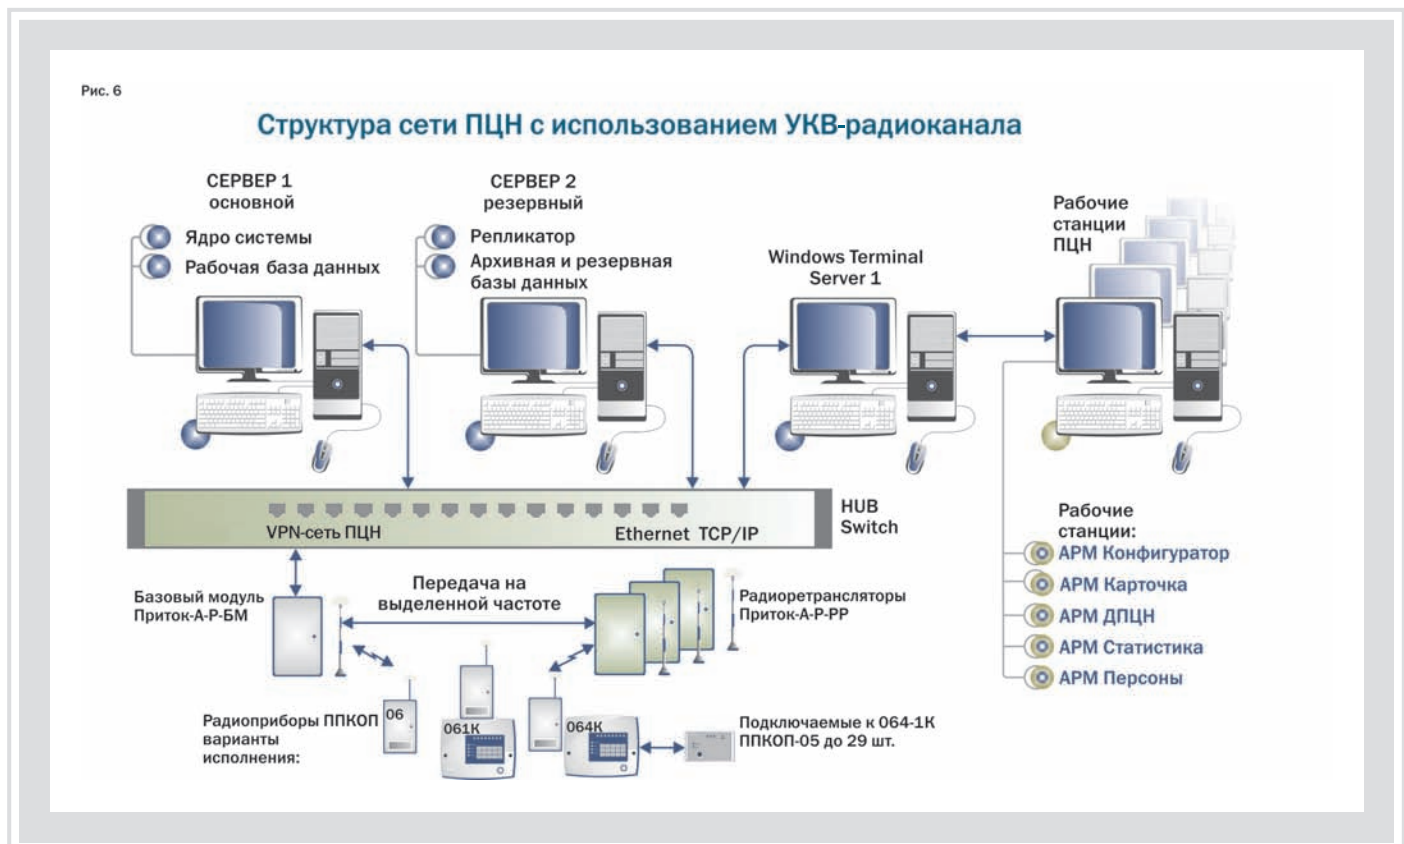 Рис. 6
Структура сети ПЦН с использованием УКВ-радиоканала
СЕРВЕР 1
основной
Ядро системы
Рабочая база данных
СЕРВЕР 2
резервный
Репликатор
Архивная и резервная
базы данных
Windows Terminal
Server 1
Рабочие
станции
ПЦН
VPN-сеть ПЦН
Ethernet TCP/IP
HUB
Switch
Базовый модуль
Приток-А-Р-БМ
Передача на
выделенной частоте
Радиоретрансляторы
Приток-А-Р-РР
Рабочие
станции:
АРМ Конфигуратор
АРМ Карточка
АРМ ДПЦН
АРМ Статистика
АРМ Персоны
Радиоприборы ППКОП
варианты
исполнения:
06
061К
064К
Подключаемые к 064-1К
ППКОП-05 до 29 шт.